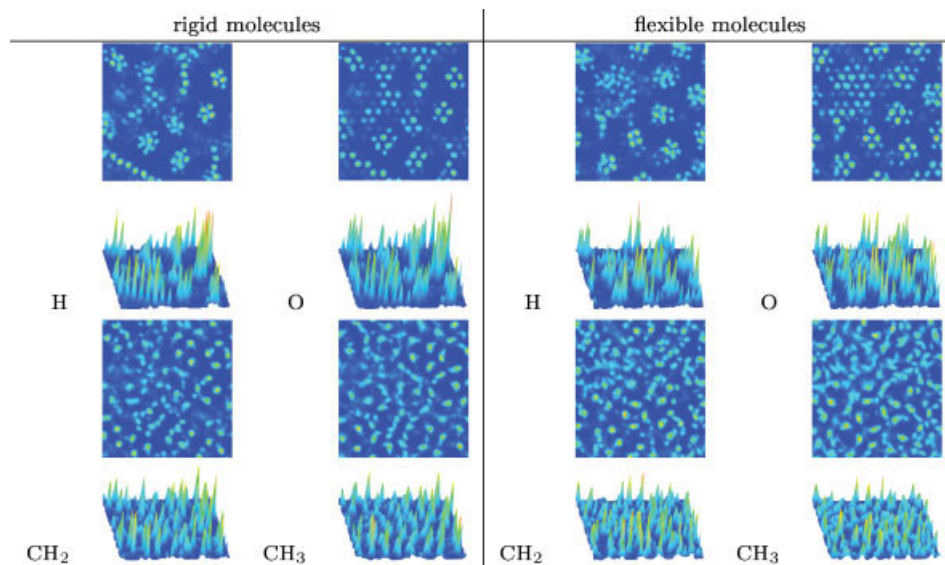 rigid molecules flexible molecules
H O H O
CH₂ CH₃ CH₂ CH₃